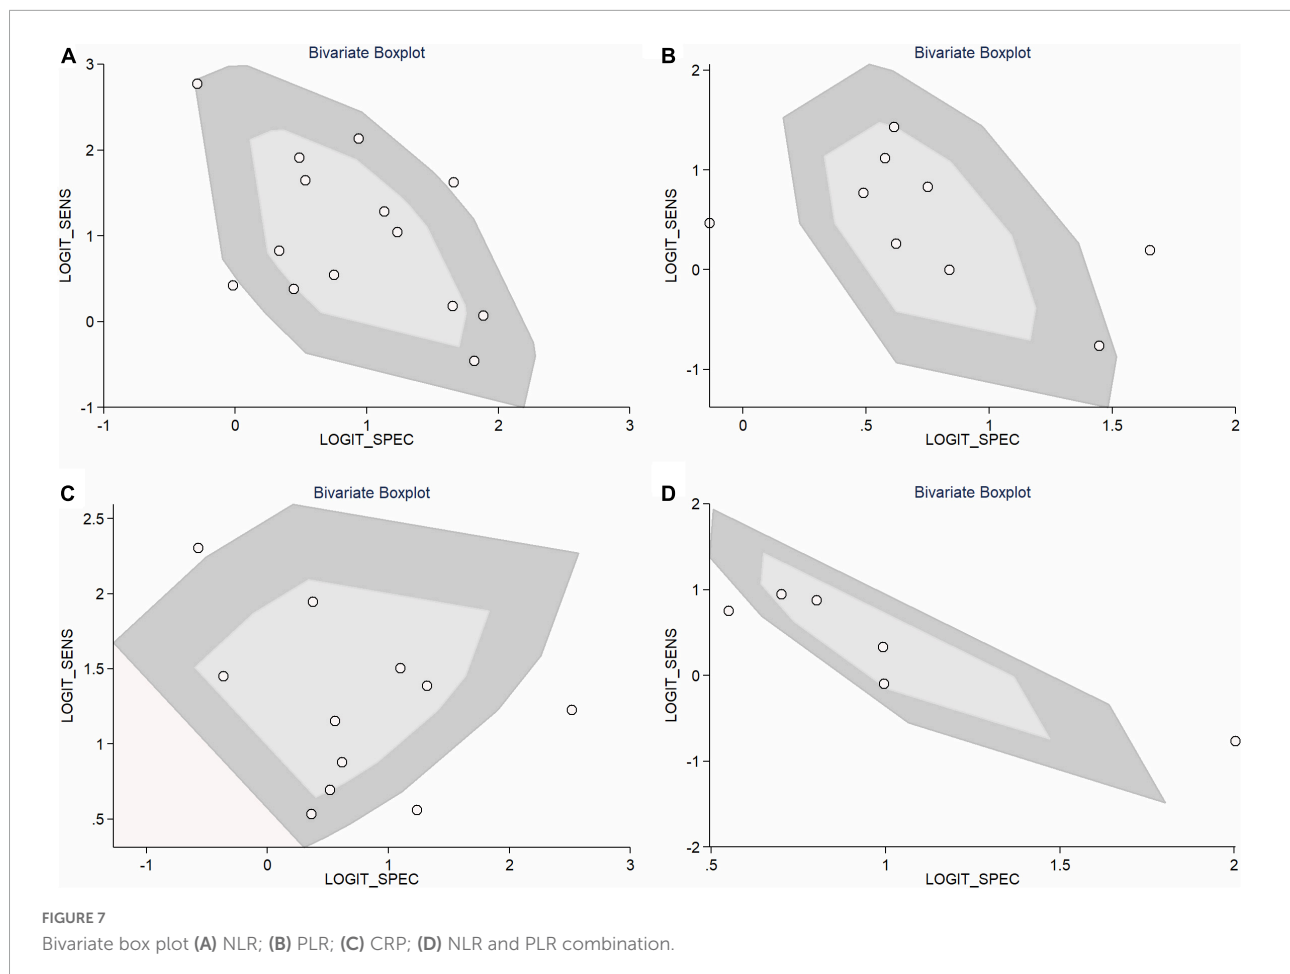 A
Bivariate Boxplot
3
2
1
0
-1
LOGIT_SENS
-1 0 1 2 3
LOGIT_SPEC
B
Bivariate Boxplot
2
1
0
-1
LOGIT_SENS
0 .5 1 1.5 2
LOGIT_SPEC
C
Bivariate Boxplot
2.5
2
1.5
1
.5
LOGIT_SENS
-1 0 1 2 3
LOGIT_SPEC
D
Bivariate Boxplot
2
1
0
-1
-2
LOGIT_SENS
.5 1 1.5 2
LOGIT_SPEC
FIGURE 7
Bivariate box plot (A) NLR; (B) PLR; (C) CRP; (D) NLR and PLR combination.